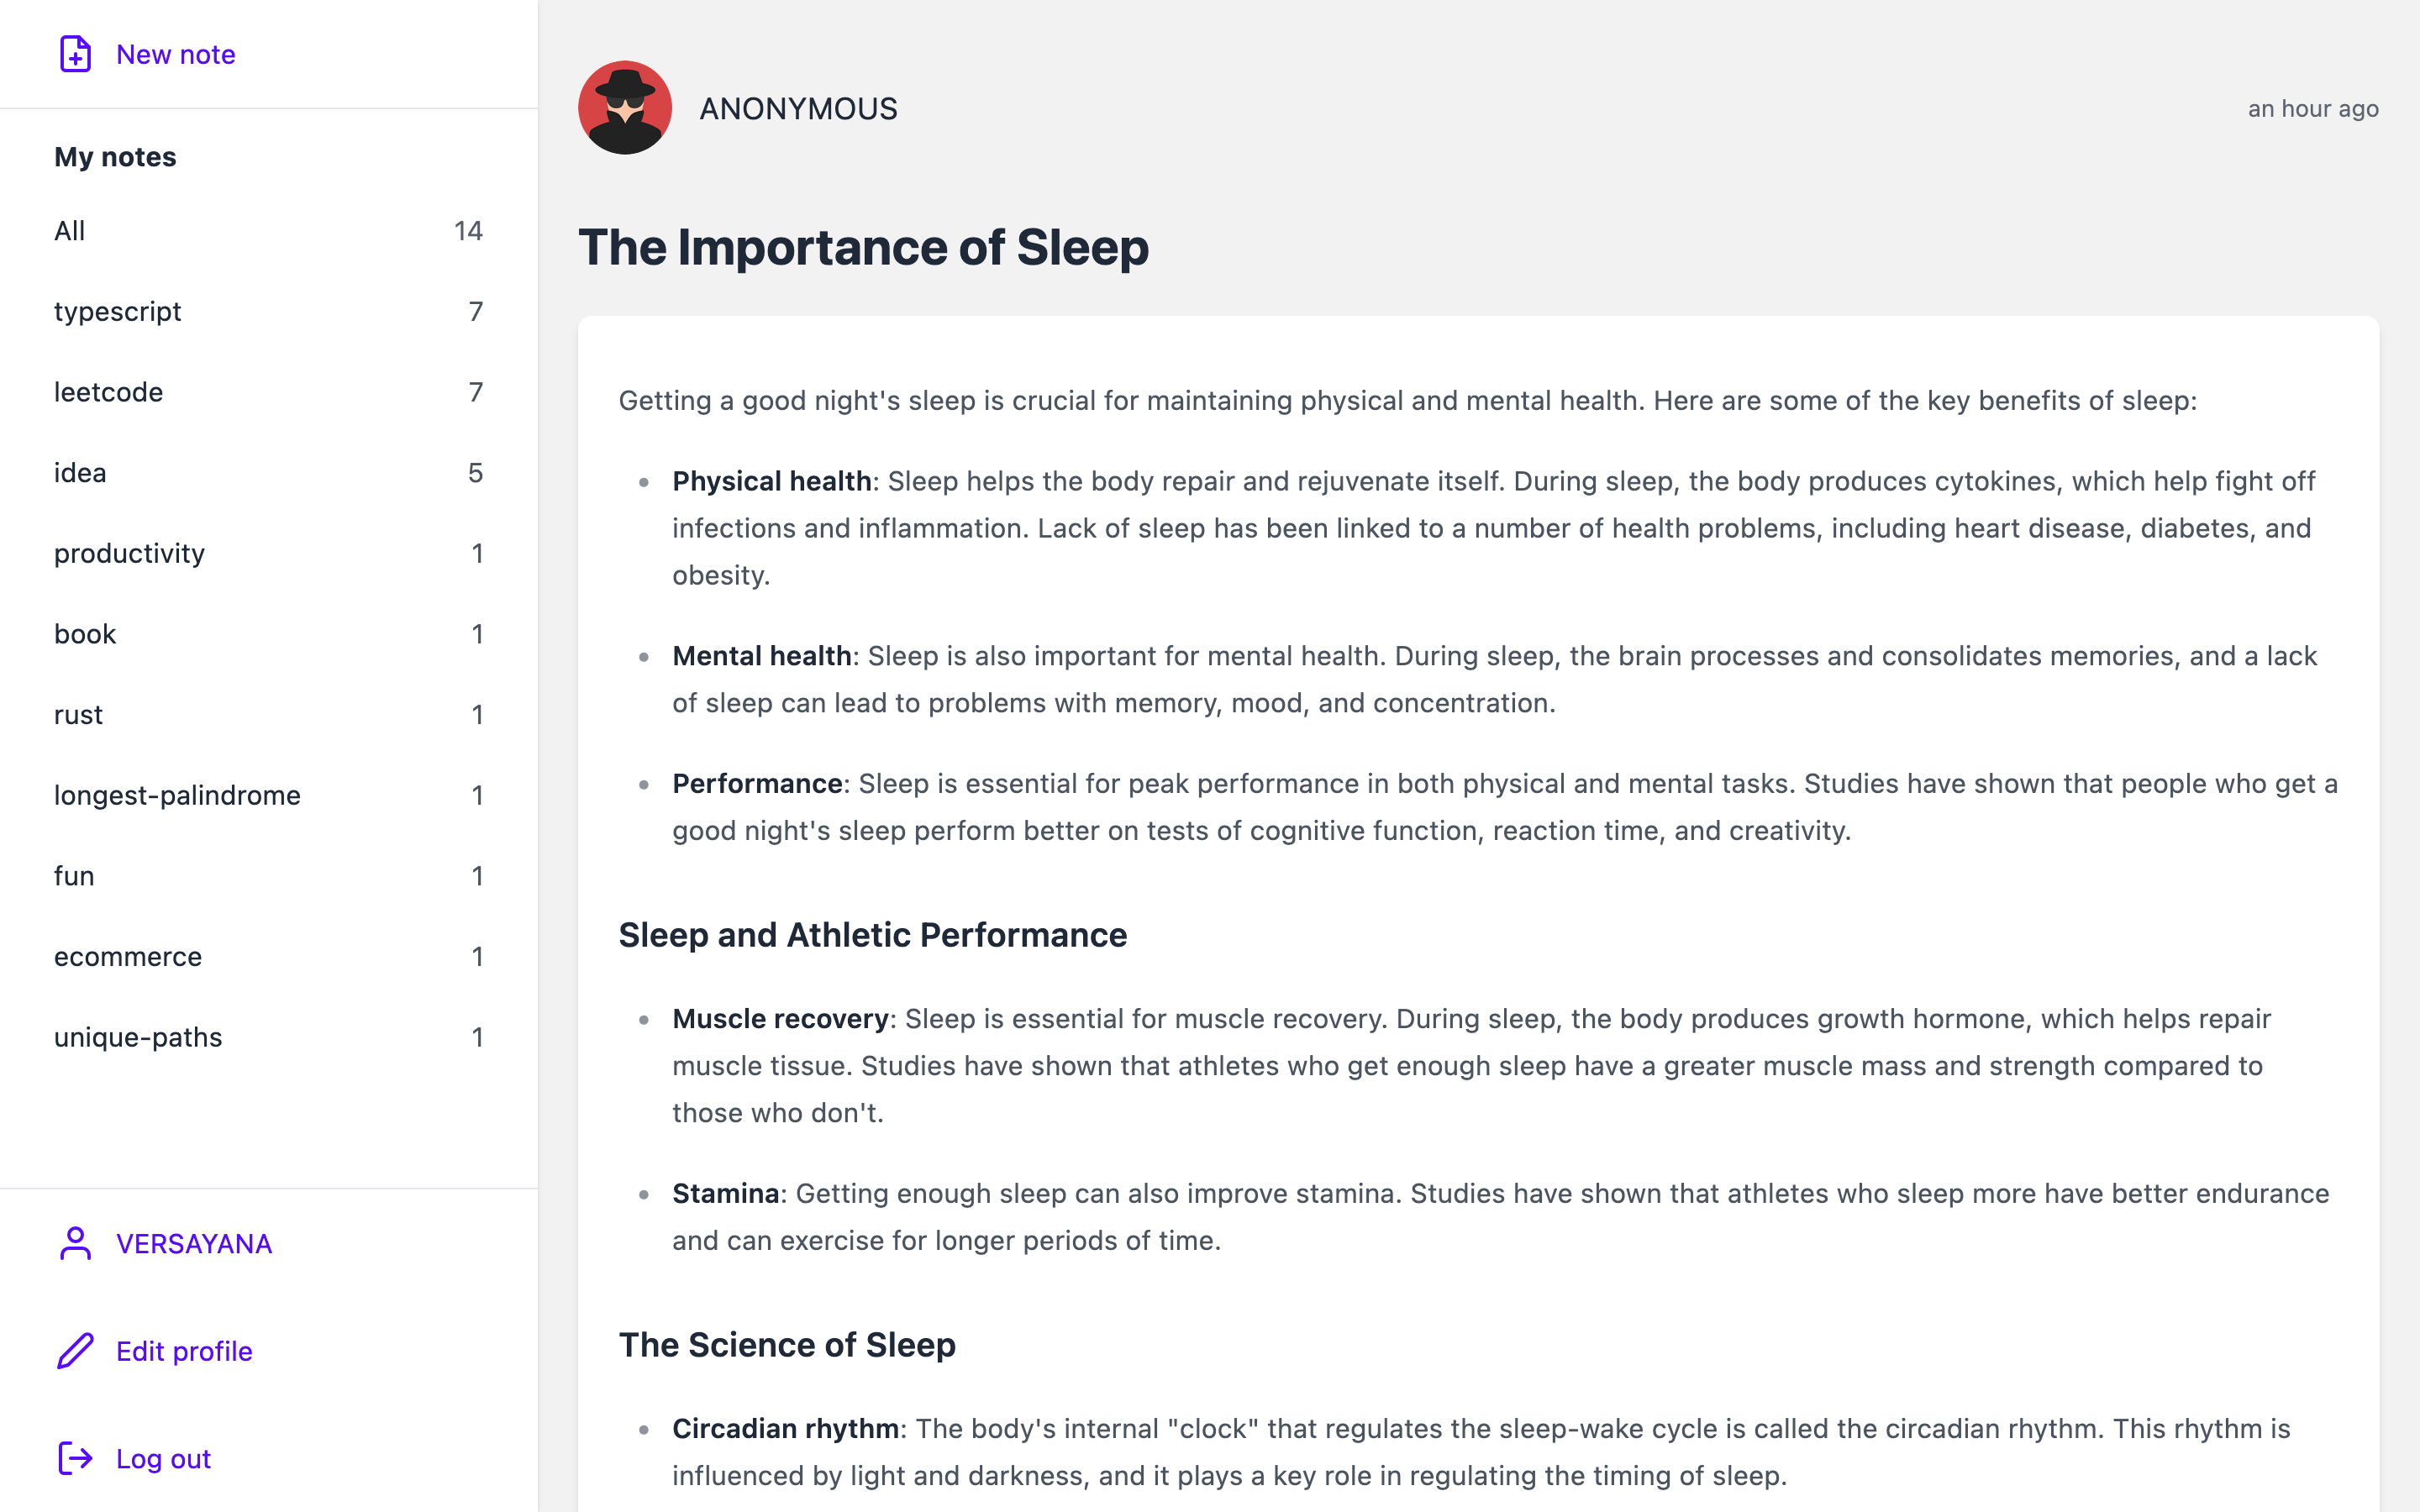 New note
My notes
All 14
typescript 7
leetcode 7
idea 5
productivity 1
book 1
rust 1
longest-palindrome 1
fun 1
ecommerce 1
unique-paths 1
VERSAYANA
Edit profile
Log out
ANONYMOUS
an hour ago
The Importance of Sleep
Getting a good night's sleep is crucial for maintaining physical and mental health. Here are some of the key benefits of sleep:
Physical health: Sleep helps the body repair and rejuvenate itself. During sleep, the body produces cytokines, which help fight off
infections and inflammation. Lack of sleep has been linked to a number of health problems, including heart disease, diabetes, and
obesity.
Mental health: Sleep is also important for mental health. During sleep, the brain processes and consolidates memories, and a lack
of sleep can lead to problems with memory, mood, and concentration.
Performance: Sleep is essential for peak performance in both physical and mental tasks. Studies have shown that people who get a
good night's sleep perform better on tests of cognitive function, reaction time, and creativity.
Sleep and Athletic Performance
Muscle recovery: Sleep is essential for muscle recovery. During sleep, the body produces growth hormone, which helps repair
muscle tissue. Studies have shown that athletes who get enough sleep have a greater muscle mass and strength compared to
those who don't.
Stamina: Getting enough sleep can also improve stamina. Studies have shown that athletes who sleep more have better endurance
and can exercise for longer periods of time.
The Science of Sleep
Circadian rhythm: The body's internal "clock" that regulates the sleep-wake cycle is called the circadian rhythm. This rhythm is
influenced by light and darkness, and it plays a key role in regulating the timing of sleep.